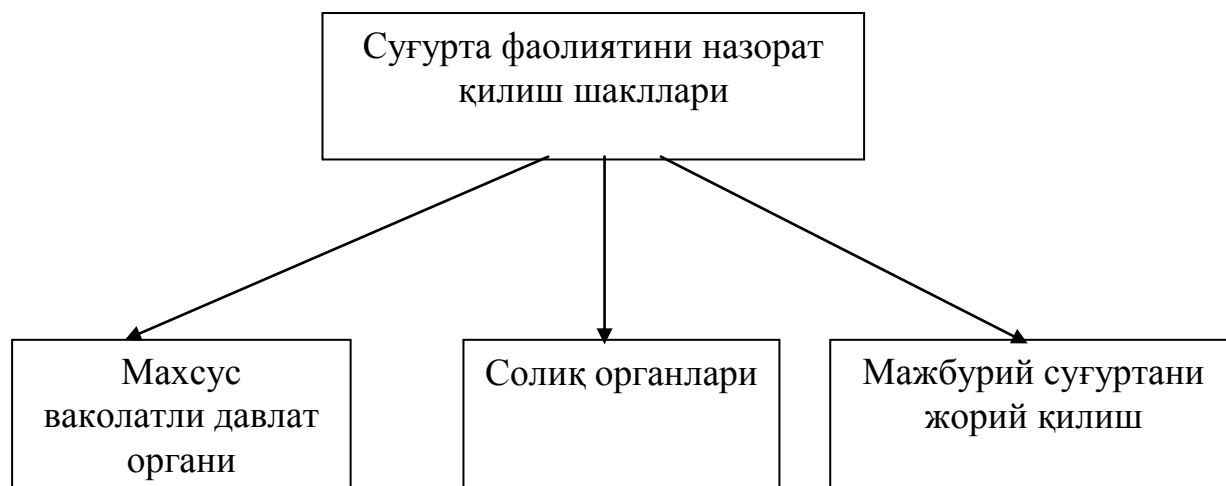 Суғурта фаолиятини назорат
қилиш шакллари
Махсус
ваколатли давлат
органи
Солиқ органлари
Мажбурий суғуртани
жорий қилиш